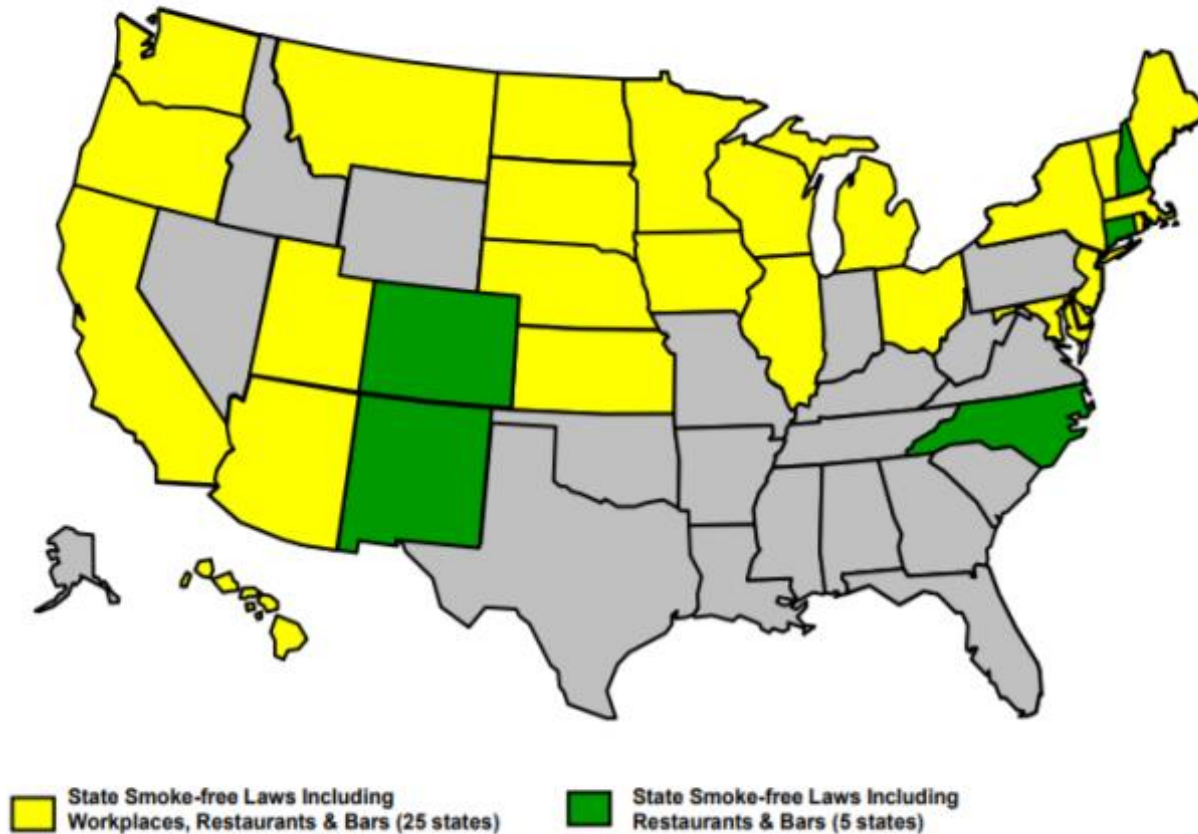 State Smoke-free Laws Including
Workplaces, Restaurants & Bars (25 states)
State Smoke-free Laws Including
Restaurants & Bars (5 states)